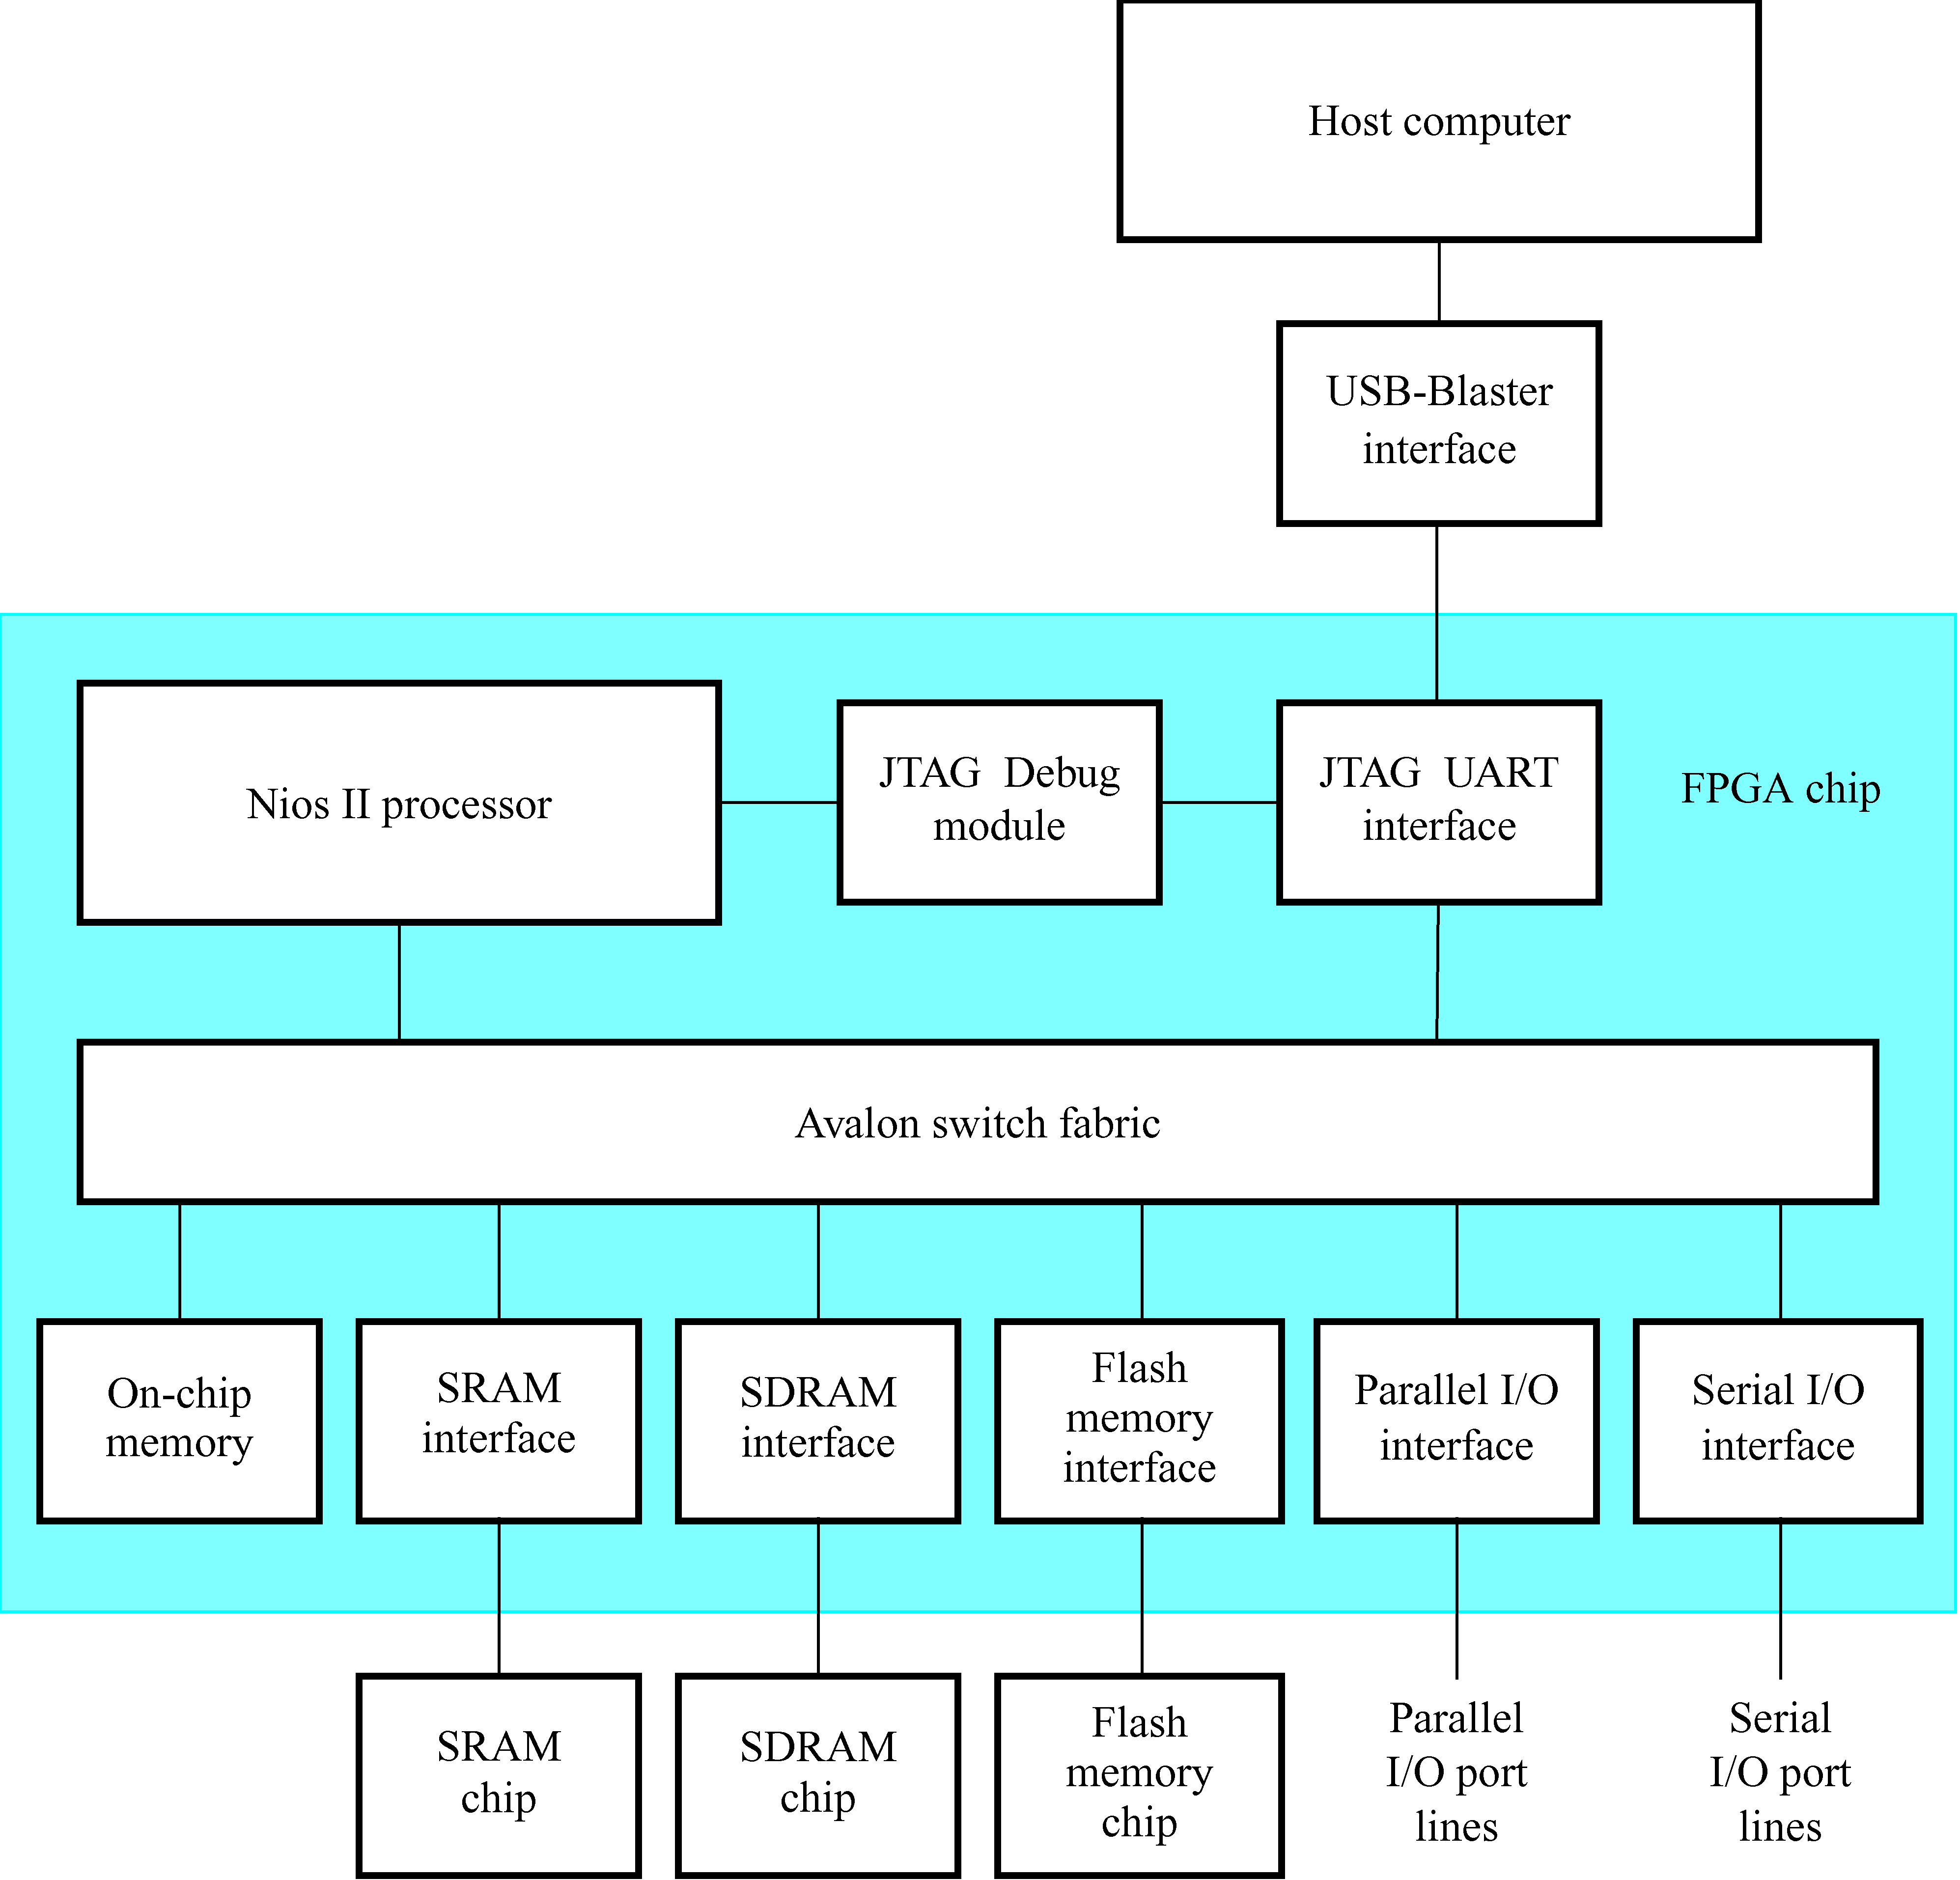 Host computer
USB-Blaster
interface
Nios II processor
JTAG Debug
module
JTAG UART
interface
FPGA chip
Avalon switch fabric
On-chip
memory
SRAM
interface
SDRAM
interface
Flash
memory
interface
Parallel I/O
interface
Serial I/O
interface
SRAM
chip
SDRAM
chip
Flash
memory
chip
Parallel
I/O port
lines
Serial
I/O port
lines